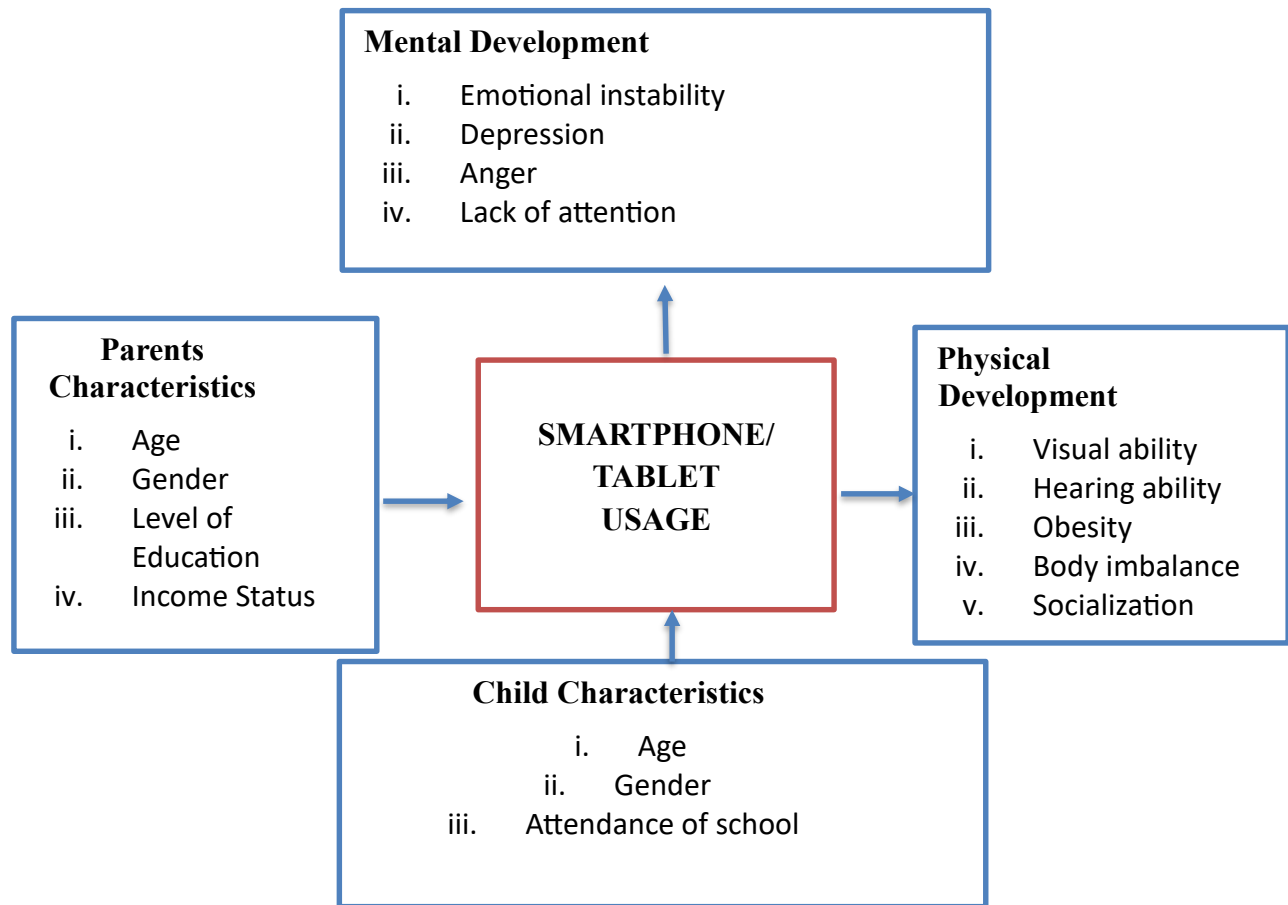 Mental Development
i. Emotional instability
ii. Depression
iii. Anger
iv. Lack of attention
Parents
Characteristics
i. Age
ii. Gender
iii. Level of
Education
iv. Income Status
SMARTPHONE/
TABLET
USAGE
Physical
Development
i. Visual ability
ii. Hearing ability
iii. Obesity
iv. Body imbalance
v. Socialization
Child Characteristics
i. Age
ii. Gender
iii. Attendance of school